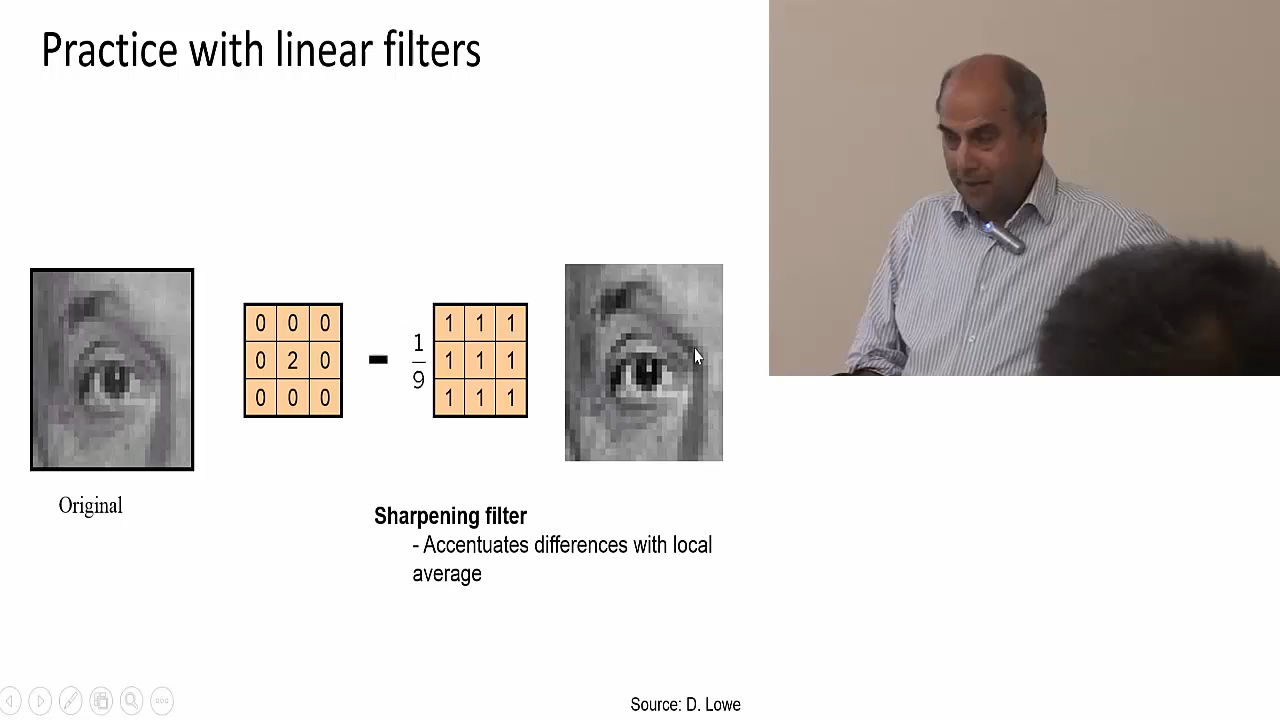 Practice with linear filters
0 0 0
0 2 0
0 0 0
-
1
9
1 1 1
1 1 1
1 1 1
Original
Sharpening filter
- Accentuates differences with local
average
Source: D. Lowe